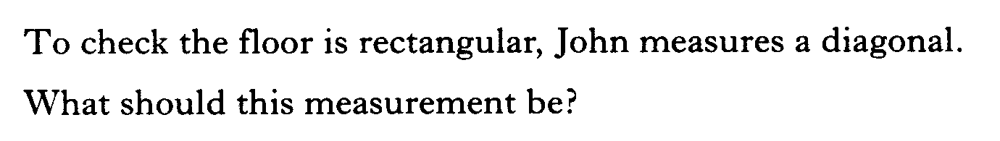 To check the floor is rectangular, John measures a diagonal.
What should this measurement be?